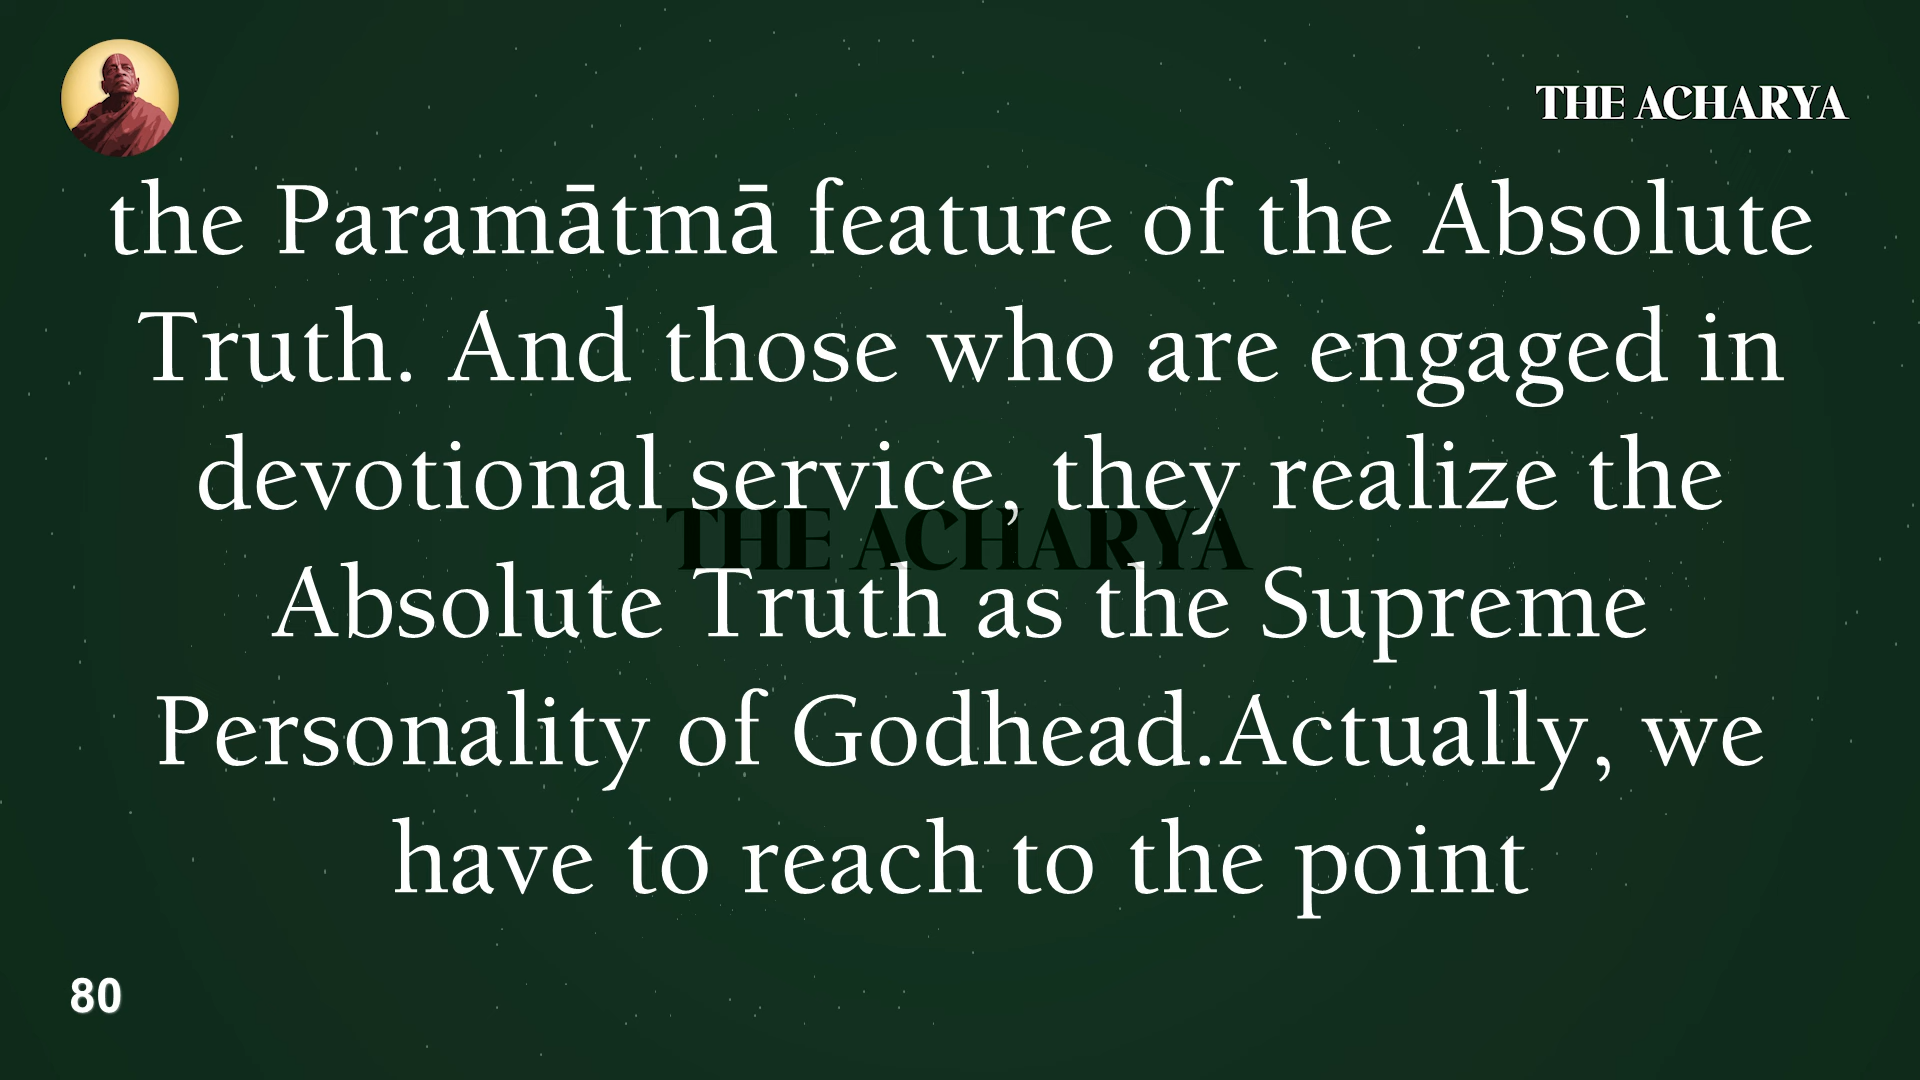 THE ACHARYA
the Paramātmā feature of the Absolute
Truth. And those who are engaged in
devotional service, they realize the
THE ACHARYA
Absolute Truth as the Supreme
Personality of Godhead.Actually, we
have to reach to the point
80